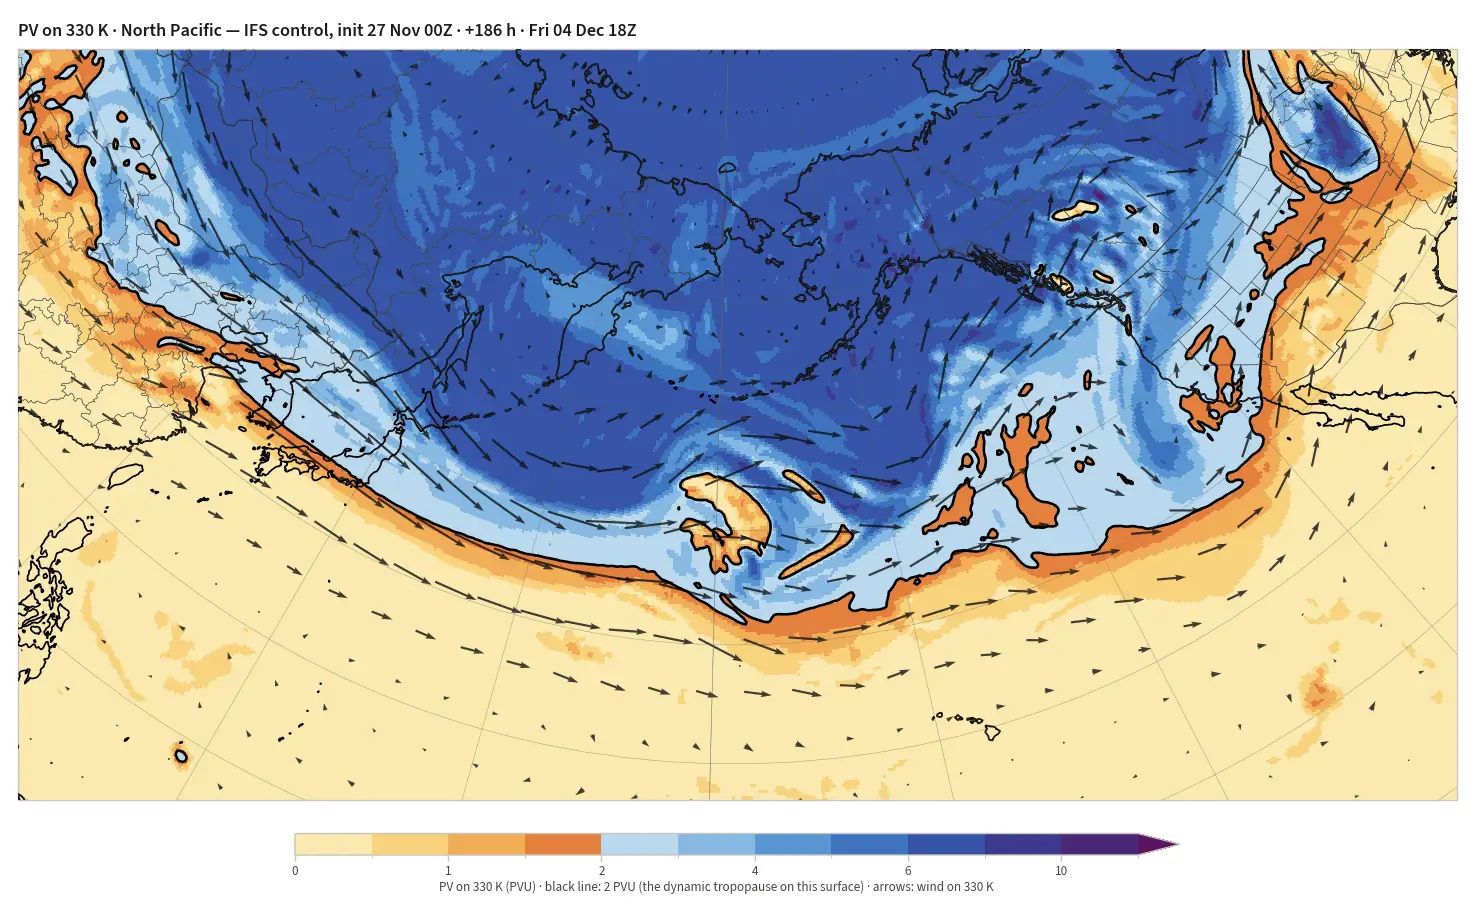 PV on 330 K · North Pacific — IFS control, init 27 Nov 00Z · +186 h · Fri 04 Dec 18Z
0 1 2 4 6 10
PV on 330 K (PVU) · black line: 2 PVU (the dynamic tropopause on this surface) · arrows: wind on 330 K